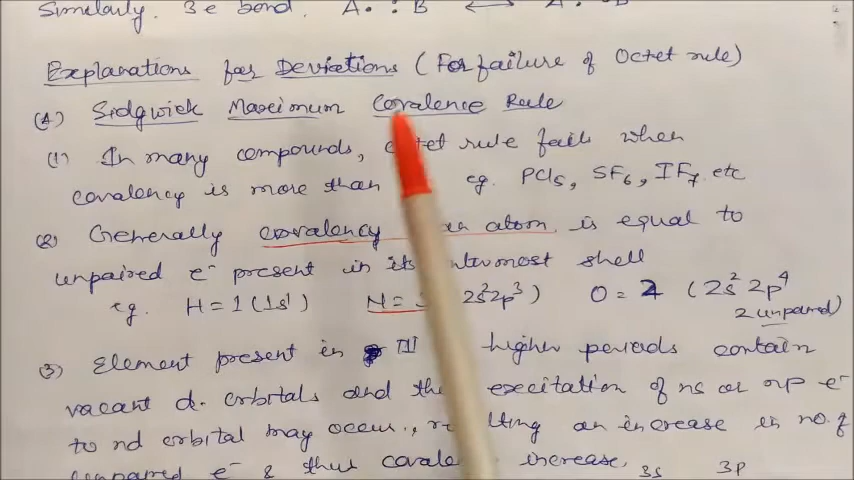 Similarly. 3e bond. A. : B ⟷ A . B
Explanations for Deviations (For failure of Octet rule)
(A) Sidgwick Maximum Covalence Rule
(1) In many compounds, octet rule fails when
covalency is more than eg. PCl5, SF6, IF7 etc
(2) Generally covalency an atom is equal to
unpaired e⁻ present in its outermost shell
eg. H = 1 (1s¹) N = 3 2s²2p³) O = 2 (2s² 2p⁴
2 unpaired)
(3) Element present in III higher periods contain
vacant d. orbitals and the excitation of ns or np e⁻
to nd orbital may occur, resulting an increase in no. of
unpaired e⁻ & thus covalency increase. 3s 3p